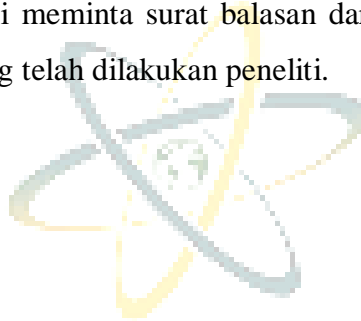 i meminta surat balasan dar
g telah dilakukan peneliti.